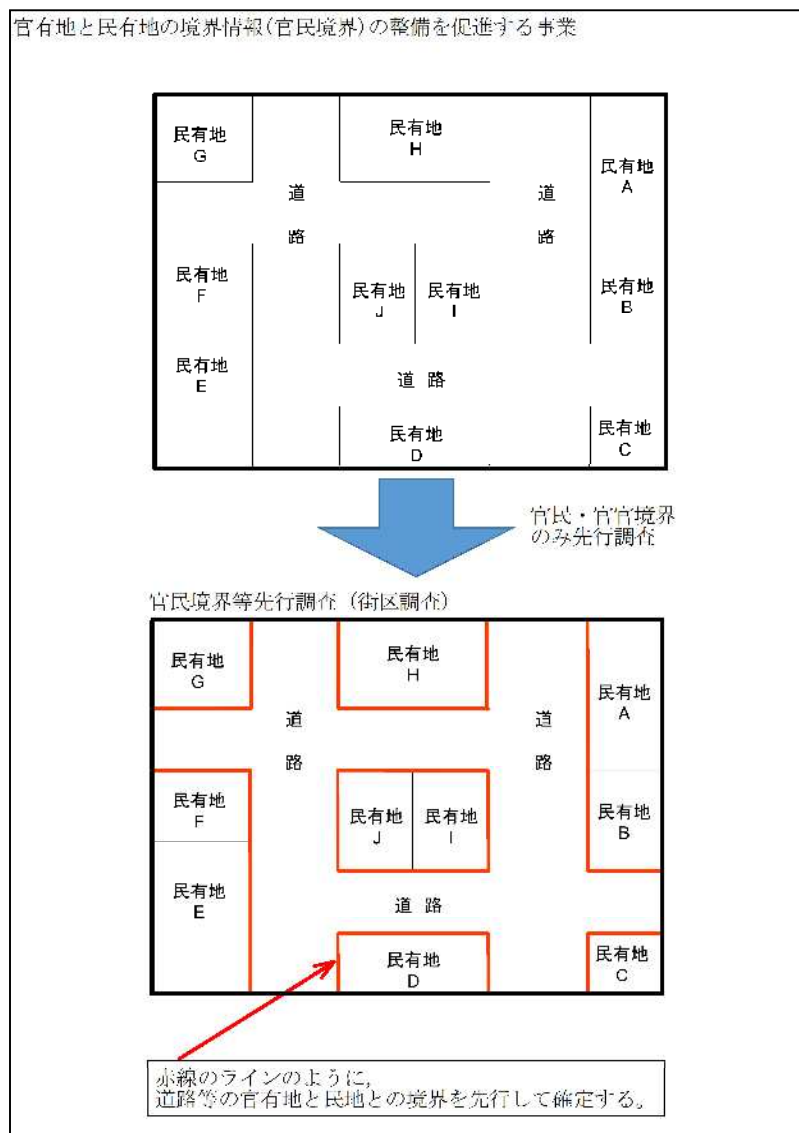 官有地と民有地の境界情報(官民境界)の整備を促進する事業
民有地
G
民有地
H
民有地
A
道
路
道
路
民有地
F
民有地
J
民有地
I
民有地
B
民有地
E
道 路
民有地
D
民有地
C
官民・官官境界
のみ先行調査
官民境界等先行調査 (街区調査)
民有地
G
民有地
H
民有地
A
道
路
道
路
民有地
F
民有地
J
民有地
I
民有地
B
民有地
E
道 路
民有地
D
民有地
C
赤線のラインのように,
道路等の官有地と民地との境界を先行して確定する。